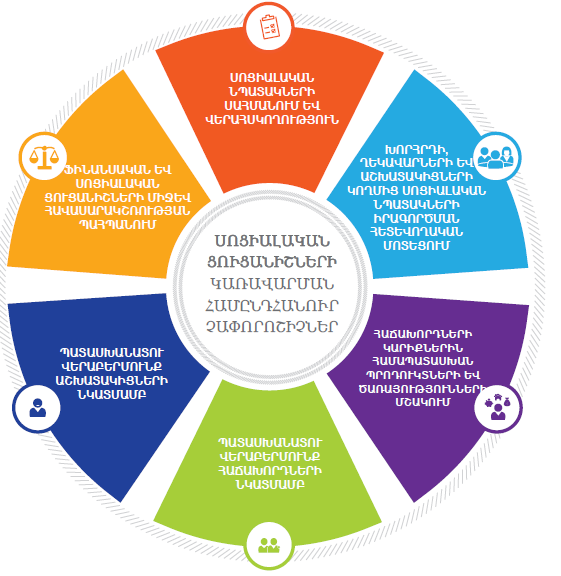 ՍՈՑԻԱԼԱԿԱՆ
ՆՊԱՏԱԿՆԵՐԻ
ՍԱՀՄԱՆՈՒՄ ԵՎ
ՎԵՐԱՀՍԿՈՂՈՒԹՅՈՒՆ
ԽՈՐՀՐԴԻ,
ՂԵԿԱՎԱՐՆԵՐԻ ԵՎ
ԱՇԽԱՏԱԿԻՑՆԵՐԻ
ԿՈՂՄԻՑ ՍՈՑԻԱԼԱԿԱՆ
ՆՊԱՏԱԿՆԵՐԻ
ԻՐԱԳՈՐԾՄԱՆ
ՀԵՏԵՎՈՂԱԿԱՆ
ՄՈՏԵՑՈՒՄ
ՀԱՃԱԽՈՐԴՆԵՐԻ
ԿԱՐԻՔՆԵՐԻՆ
ՀԱՄԱՊԱՏԱՍԽԱՆ
ՊՐՈԴՈՒԿՏՆԵՐԻ ԵՎ
ԾԱՌԱՅՈՒԹՅՈՒՆՆԵՐԻ
ՄՇԱԿՈՒՄ
ՊԱՏԱՍԽԱՆԱՏՈՒ
ՎԵՐԱԲԵՐՄՈՒՆՔ
ՀԱՃԱԽՈՐԴՆԵՐԻ
ՆԿԱՏՄԱՄԲ
ՊԱՏԱՍԽԱՆԱՏՈՒ
ՎԵՐԱԲԵՐՄՈՒՆՔ
ԱՇԽԱՏԱԿԻՑՆԵՐԻ
ՆԿԱՏՄԱՄԲ
ՖԻՆԱՆՍԱԿԱՆ ԵՎ
ՍՈՑԻԱԼԱԿԱՆ
ՑՈՒՑԱՆԻՇՆԵՐԻ ՄԻՋԵՎ
ՀԱՎԱՍԱՐԱԿՇՌՈՒԹՅԱՆ
ՊԱՀՊԱՆՈՒՄ
ՍՈՑԻԱԼԱԿԱՆ
ՑՈՒՑԱՆԻՇՆԵՐԻ
ԿԱՌԱՎԱՐՄԱՆ
ՀԱՄԸՆԴՀԱՆՈՒՐ
ՉԱՓՈՐՈՇԻՉՆԵՐ